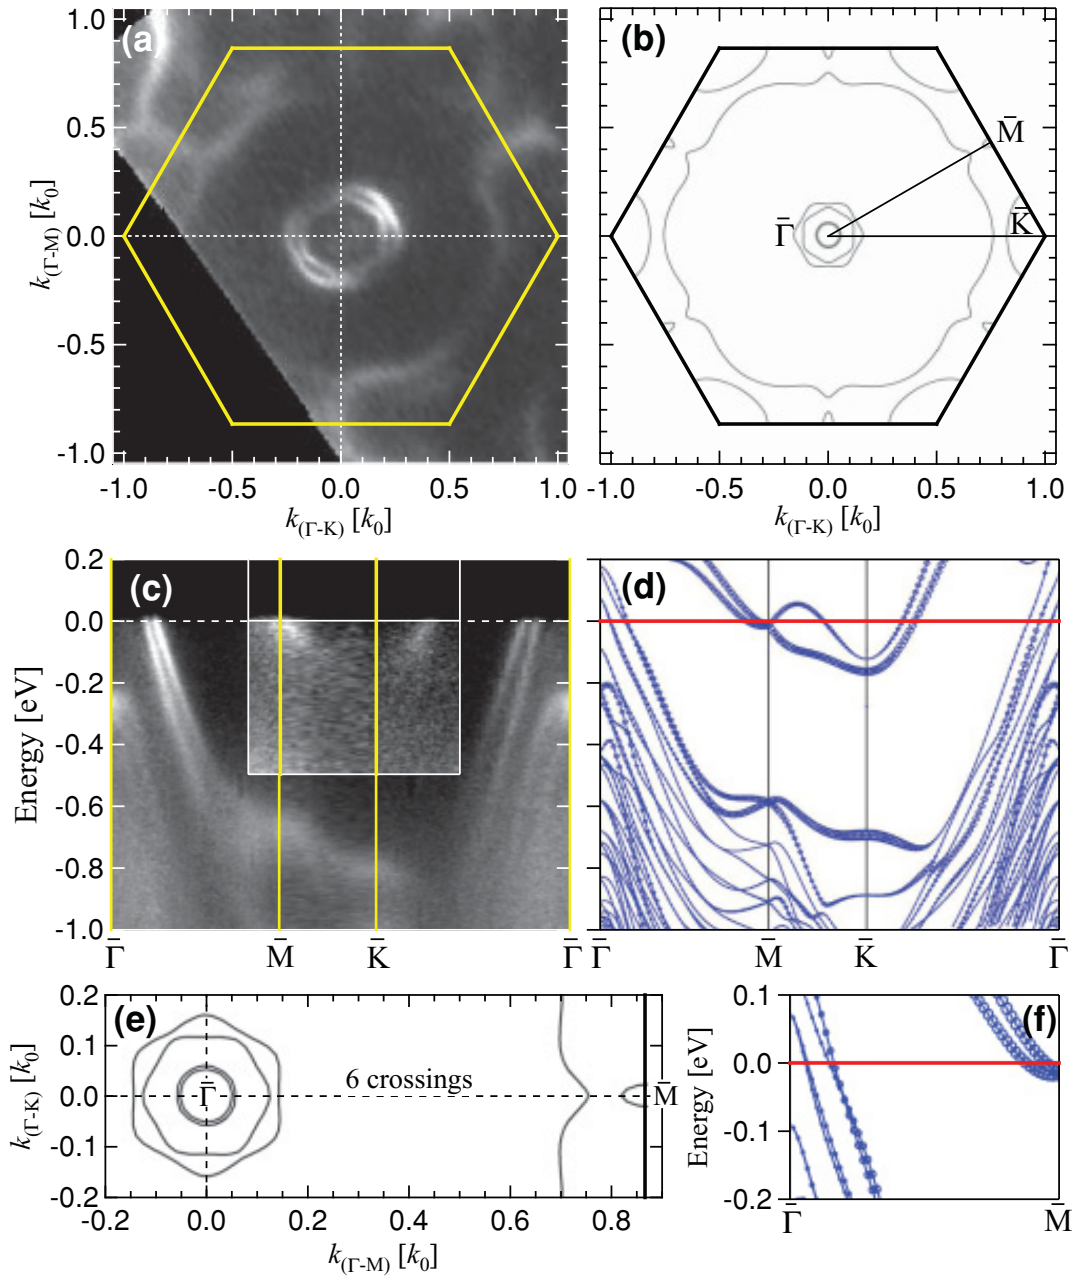 (a)
1.0
0.5
0.0
-0.5
-1.0
k(Γ-M) [k0]
-1.0 -0.5 0.0 0.5 1.0
k(Γ-K) [k0]
(b)
M̄
K̄
Γ̄
-1.0 -0.5 0.0 0.5 1.0
k(Γ-K) [k0]
(c)
0.2
0.0
-0.2
-0.4
-0.6
-0.8
-1.0
Energy [eV]
Γ̄ M̄ K̄ Γ̄
(d)
Γ̄ M̄ K̄ Γ̄
(e)
0.2
0.1
0.0
-0.1
-0.2
k(Γ-K) [k0]
Γ̄
6 crossings
M̄
-0.2 0.0 0.2 0.4 0.6 0.8
k(Γ-M) [k0]
(f)
0.1
0.0
-0.1
-0.2
Energy [eV]
Γ̄ M̄